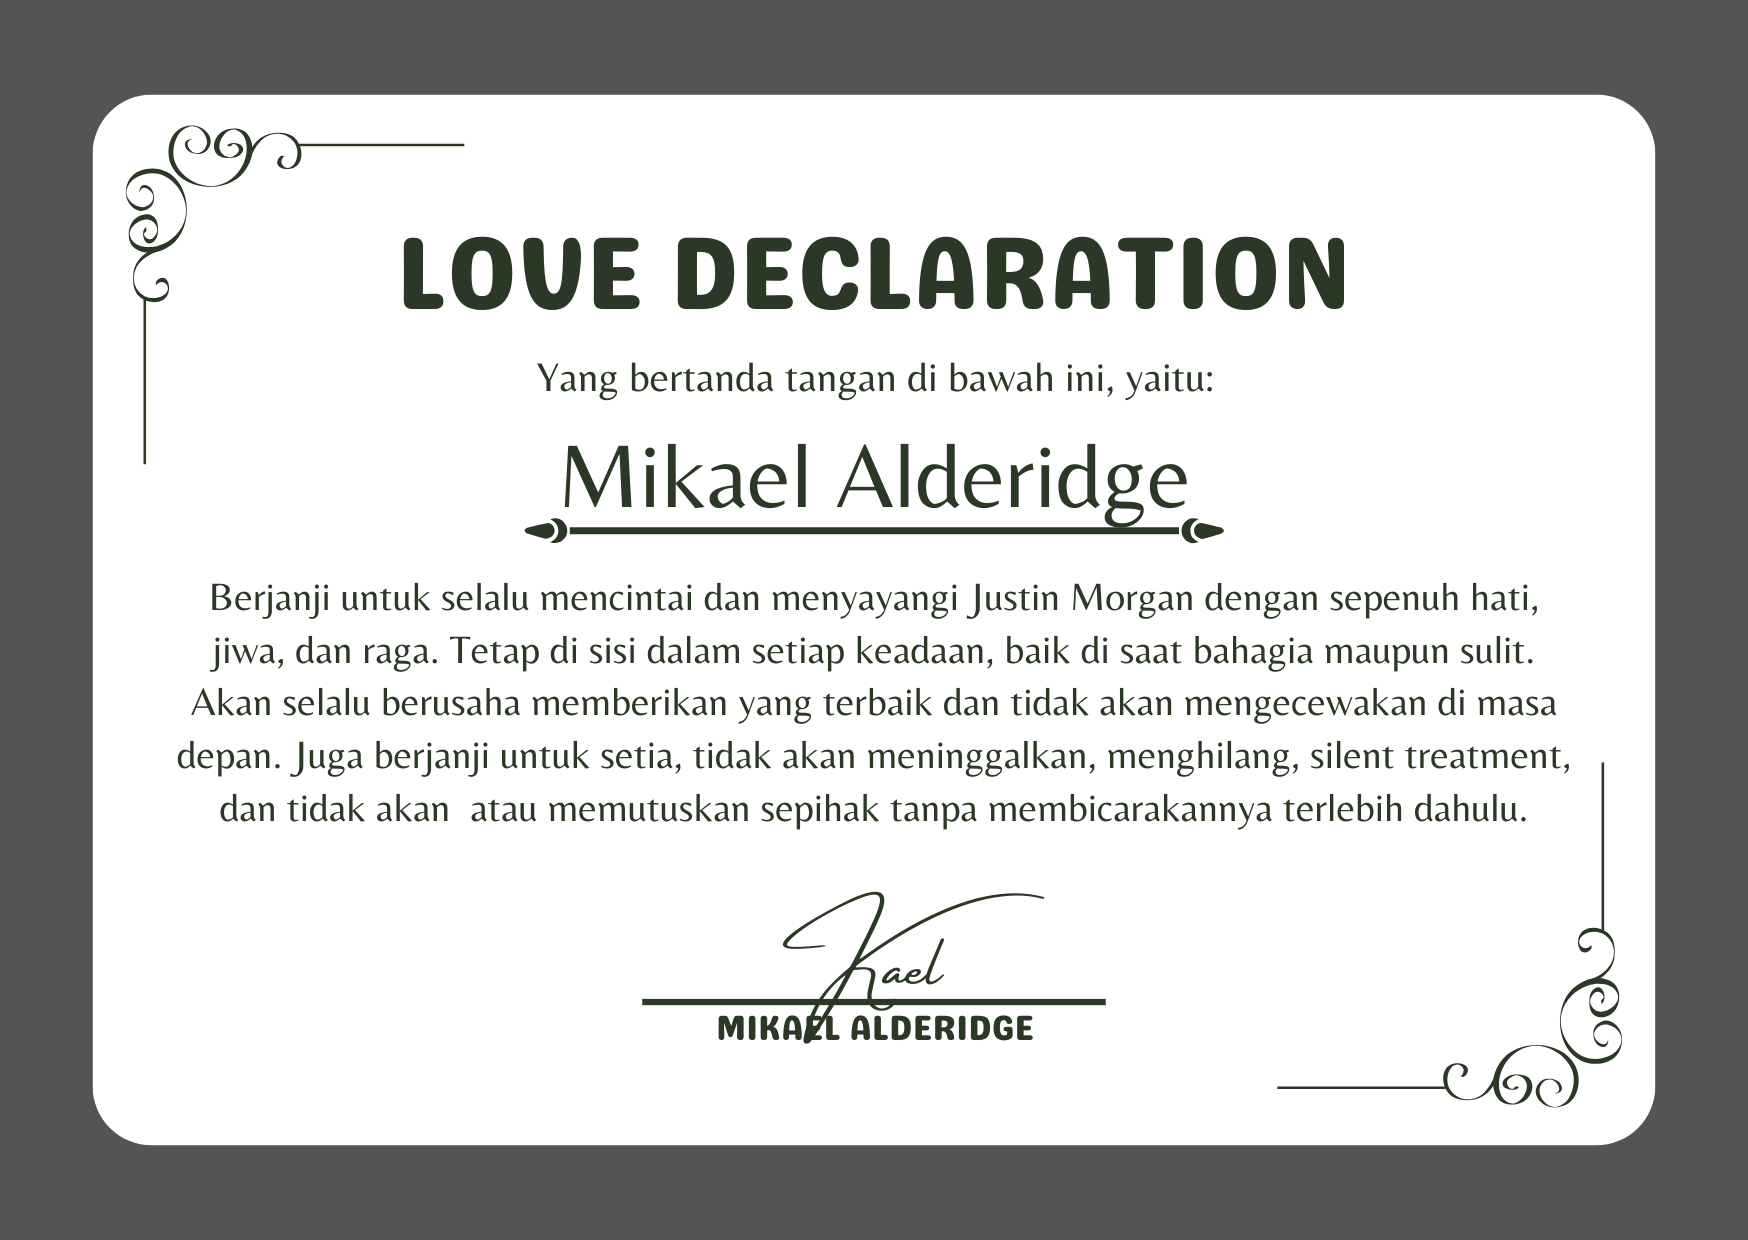 LOVE DECLARATION
Yang bertanda tangan di bawah ini, yaitu:
Mikael Alderidge
Berjanji untuk selalu mencintai dan menyayangi Justin Morgan dengan sepenuh hati,
jiwa, dan raga. Tetap di sisi dalam setiap keadaan, baik di saat bahagia maupun sulit.
Akan selalu berusaha memberikan yang terbaik dan tidak akan mengecewakan di masa
depan. Juga berjanji untuk setia, tidak akan meninggalkan, menghilang, silent treatment,
dan tidak akan  atau memutuskan sepihak tanpa membicarakannya terlebih dahulu.
Kael
MIKAEL ALDERIDGE